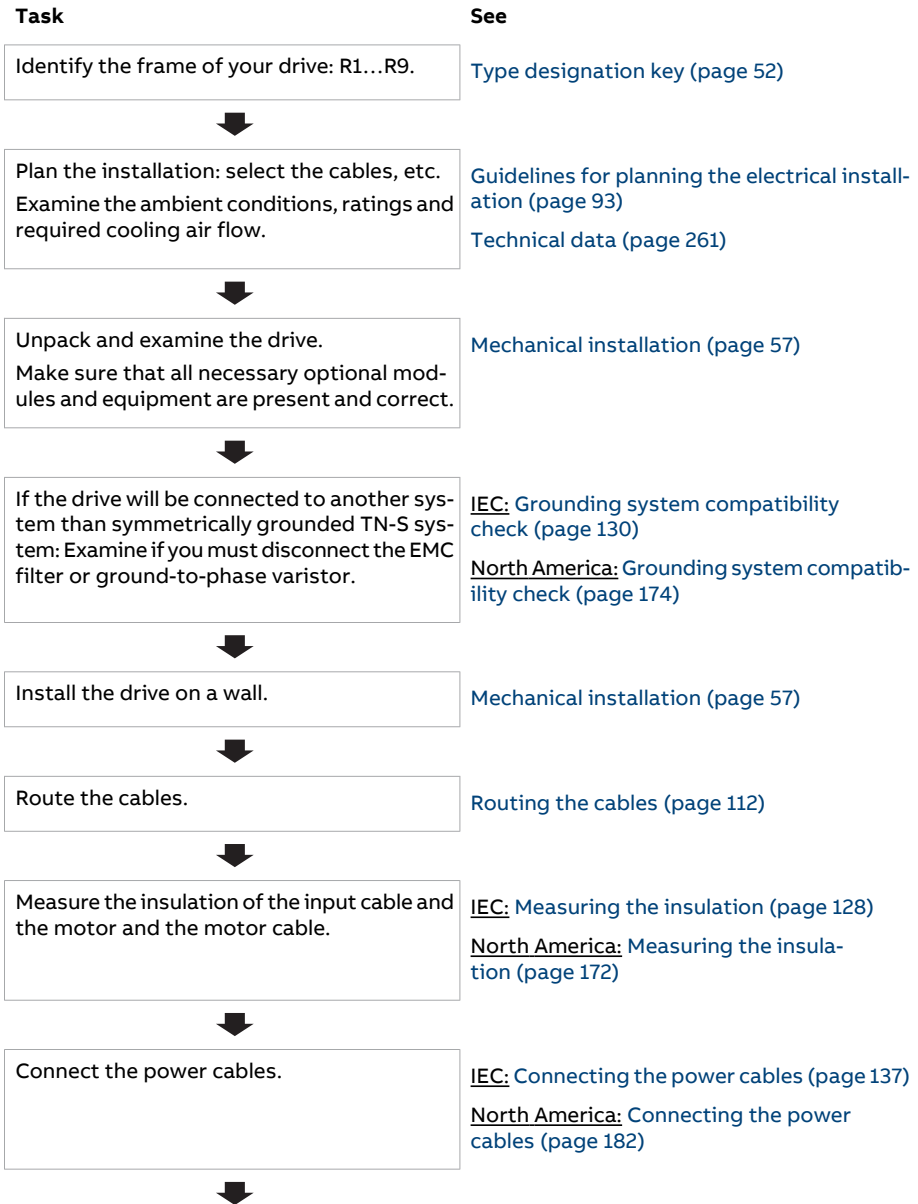 Task See
Identify the frame of your drive: R1…R9.
Type designation key (page 52)
Plan the installation: select the cables, etc.
Examine the ambient conditions, ratings and
required cooling air flow.
Guidelines for planning the electrical install-
ation (page 93)
Technical data (page 261)
Unpack and examine the drive.
Make sure that all necessary optional mod-
ules and equipment are present and correct.
Mechanical installation (page 57)
If the drive will be connected to another sys-
tem than symmetrically grounded TN-S sys-
tem: Examine if you must disconnect the EMC
filter or ground-to-phase varistor.
IEC: Grounding system compatibility
check (page 130)
North America: Grounding system compatib-
ility check (page 174)
Install the drive on a wall.
Mechanical installation (page 57)
Route the cables.
Routing the cables (page 112)
Measure the insulation of the input cable and
the motor and the motor cable.
IEC: Measuring the insulation (page 128)
North America: Measuring the insula-
tion (page 172)
Connect the power cables.
IEC: Connecting the power cables (page 137)
North America: Connecting the power
cables (page 182)